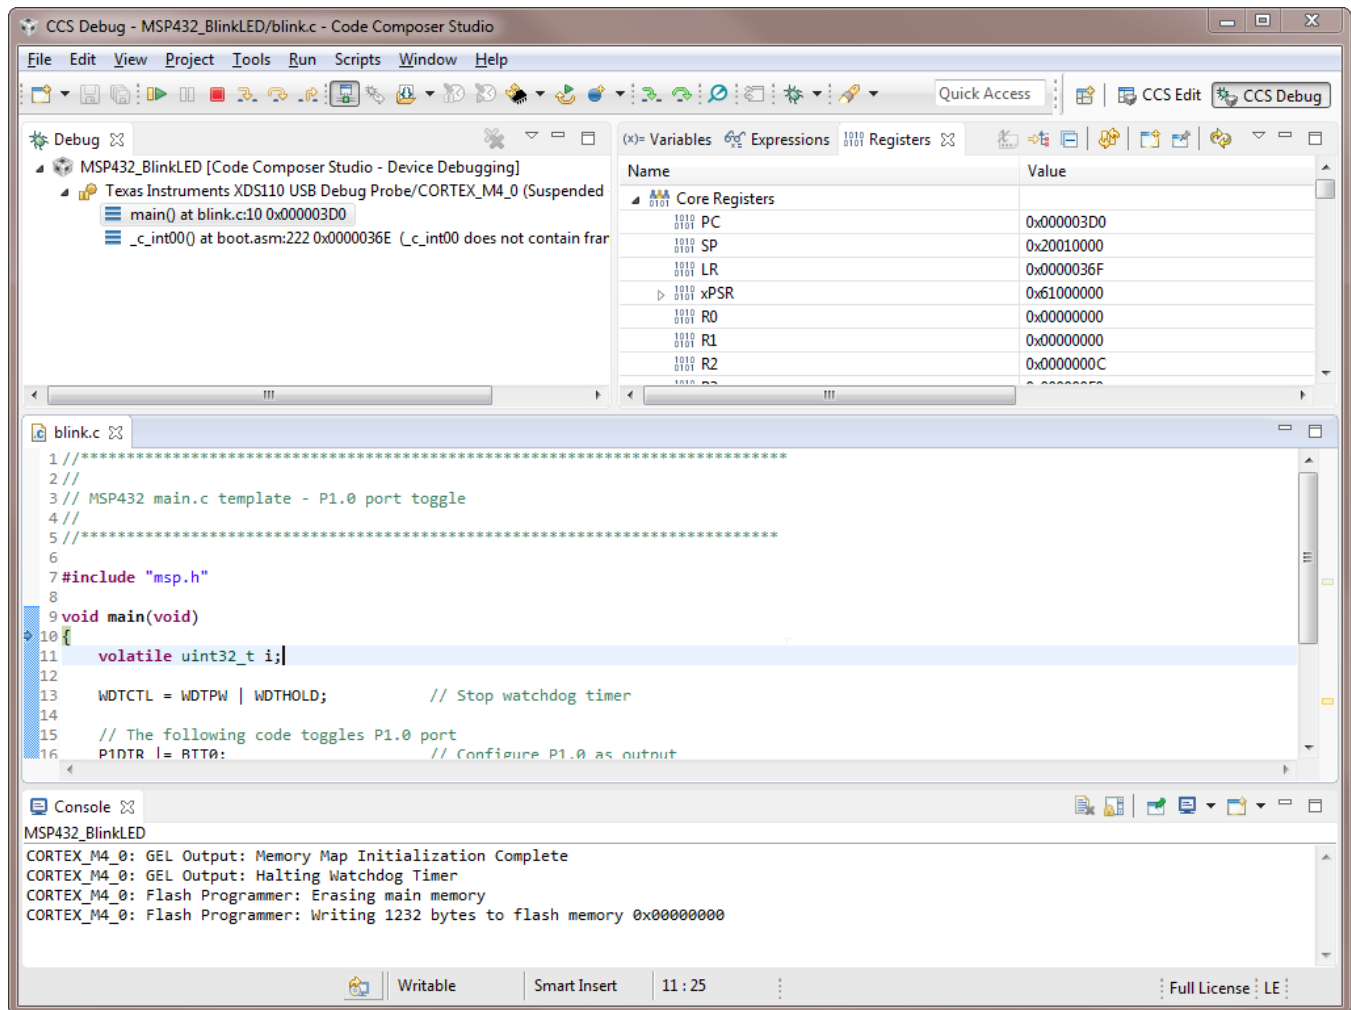 CCS Debug - MSP432_BlinkLED/blink.c - Code Composer Studio
File Edit View Project Tools Run Scripts Window Help
Quick Access CCS Edit CCS Debug
Debug
MSP432_BlinkLED [Code Composer Studio - Device Debugging]
Texas Instruments XDS110 USB Debug Probe/CORTEX_M4_0 (Suspended
main() at blink.c:10 0x000003D0
_c_int00() at boot.asm:222 0x0000036E (_c_int00 does not contain frar
(x)= Variables Expressions Registers
Name Value
Core Registers
PC 0x000003D0
SP 0x20010000
LR 0x0000036F
xPSR 0x61000000
R0 0x00000000
R1 0x00000000
R2 0x0000000C
blink.c
1 //*****************************************************************************
2 //
3 // MSP432 main.c template - P1.0 port toggle
4 //
5 //****************************************************************************
6
7 #include "msp.h"
8
9 void main(void)
10 {
11 volatile uint32_t i;
12
13 WDTCTL = WDTPW | WDTHOLD; // Stop watchdog timer
14
15 // The following code toggles P1.0 port
16 P1DIR |= BIT0; // Configure P1.0 as output
Console
MSP432_BlinkLED
CORTEX_M4_0: GEL Output: Memory Map Initialization Complete
CORTEX_M4_0: GEL Output: Halting Watchdog Timer
CORTEX_M4_0: Flash Programmer: Erasing main memory
CORTEX_M4_0: Flash Programmer: Writing 1232 bytes to flash memory 0x00000000
Writable Smart Insert 11 : 25 Full License LE